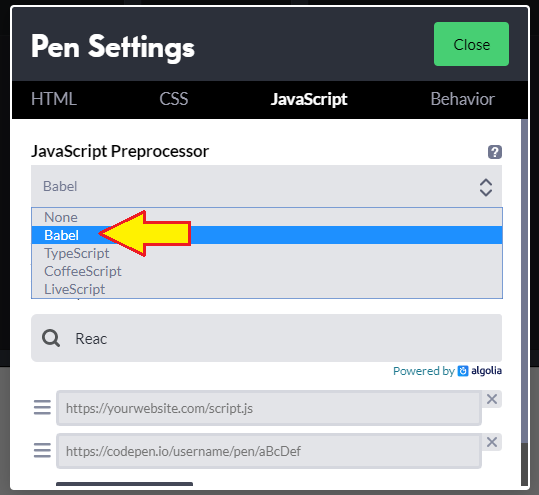 Pen Settings
Close
HTML CSS JavaScript Behavior
JavaScript Preprocessor ?
Babel
None
Babel
TypeScript
CoffeeScript
LiveScript
Reac
Powered by algolia
https://yourwebsite.com/script.js
https://codepen.io/username/pen/aBcDef